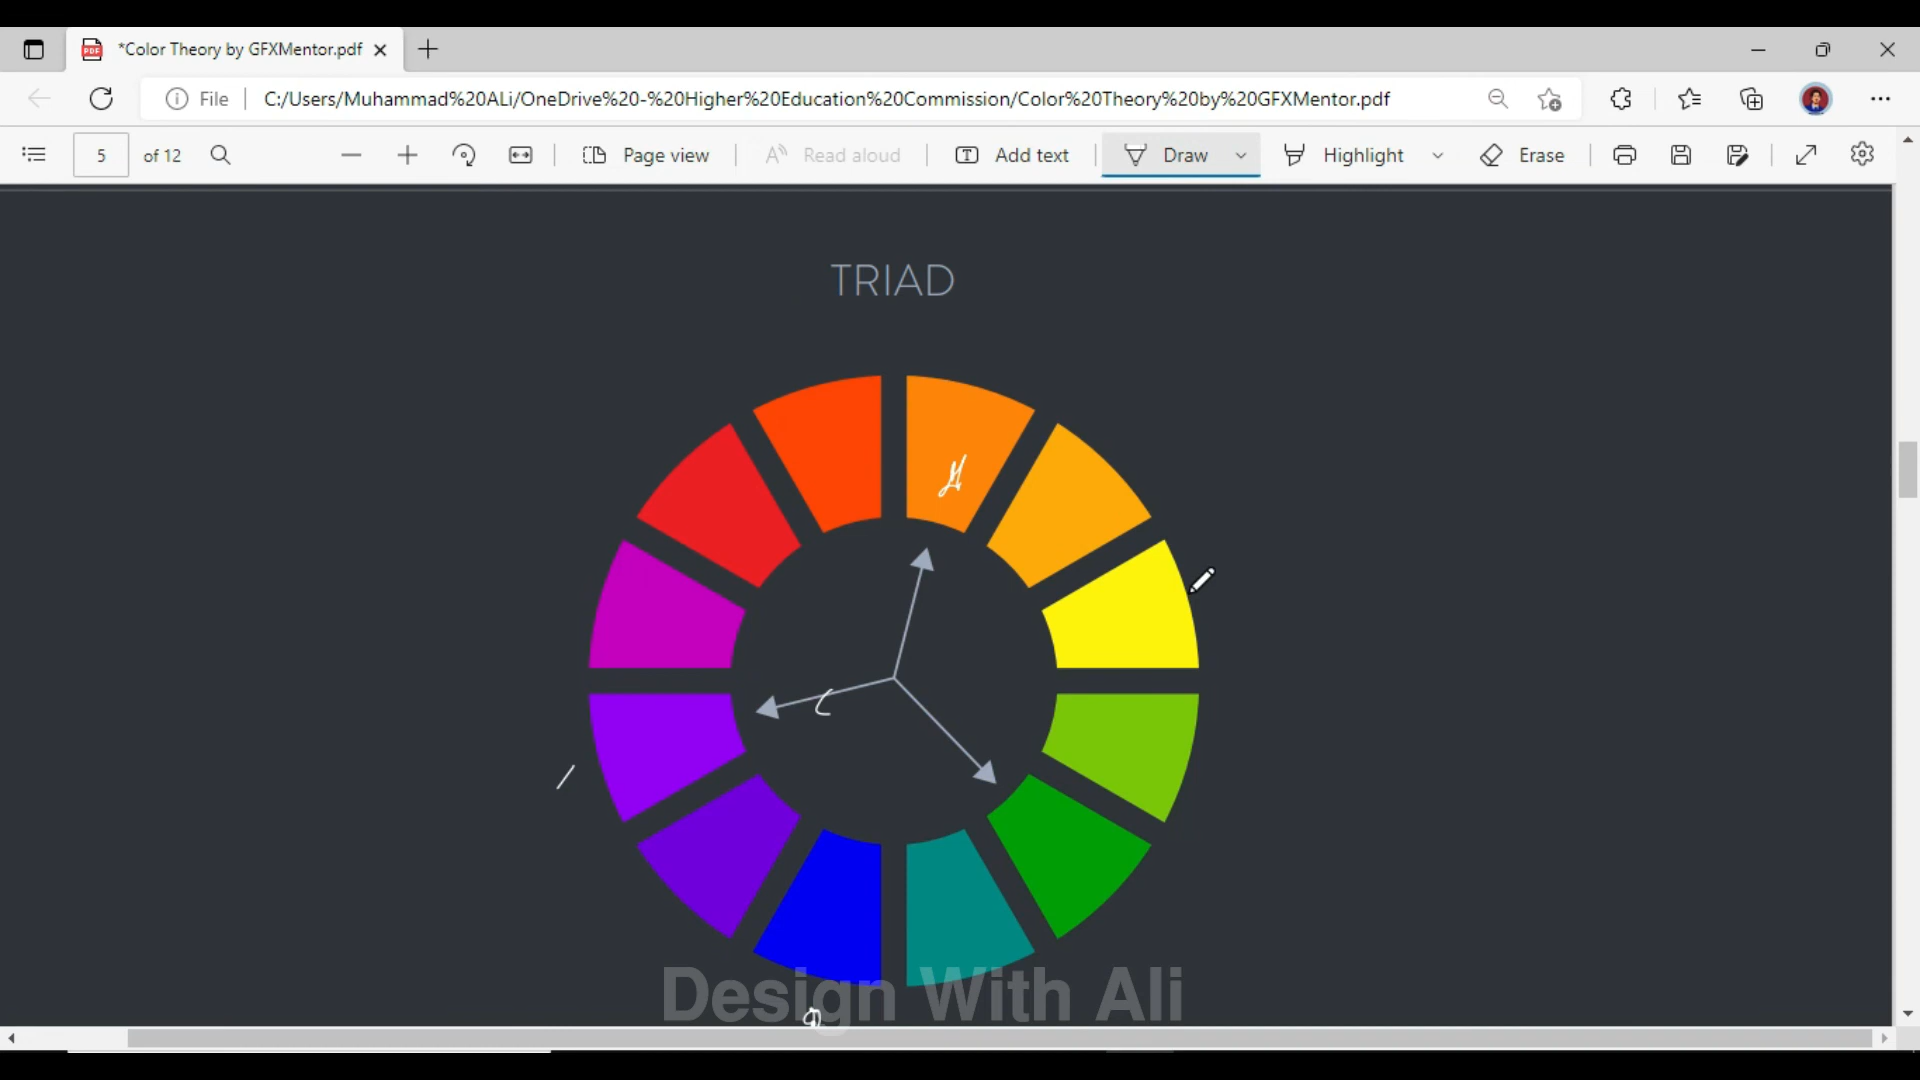 *Color Theory by GFXMentor.pdf
File
C:/Users/Muhammad%20ALi/OneDrive%20-%20Higher%20Education%20Commission/Color%20Theory%20by%20GFXMentor.pdf
5 of 12 Page view Read aloud Add text Draw Highlight Erase
TRIAD
Design With Ali